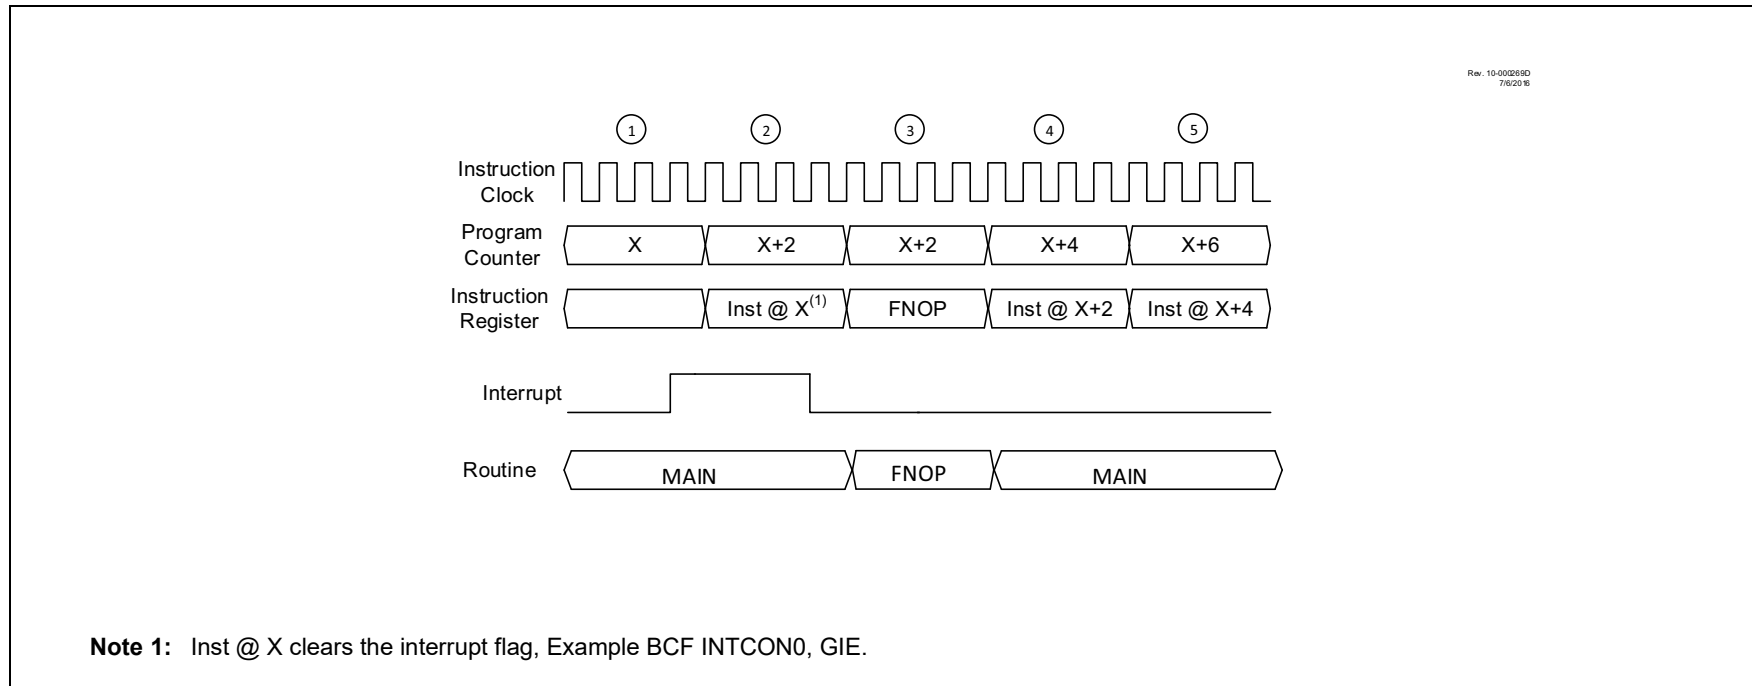 Rev. 10-000269D
7/6/2016
1 2 3 4 5
Instruction
Clock
Program
Counter
X X+2 X+2 X+4 X+6
Instruction
Register
Inst @ X(1) FNOP Inst @ X+2 Inst @ X+4
Interrupt
Routine
MAIN FNOP MAIN
Note 1: Inst @ X clears the interrupt flag, Example BCF INTCON0, GIE.